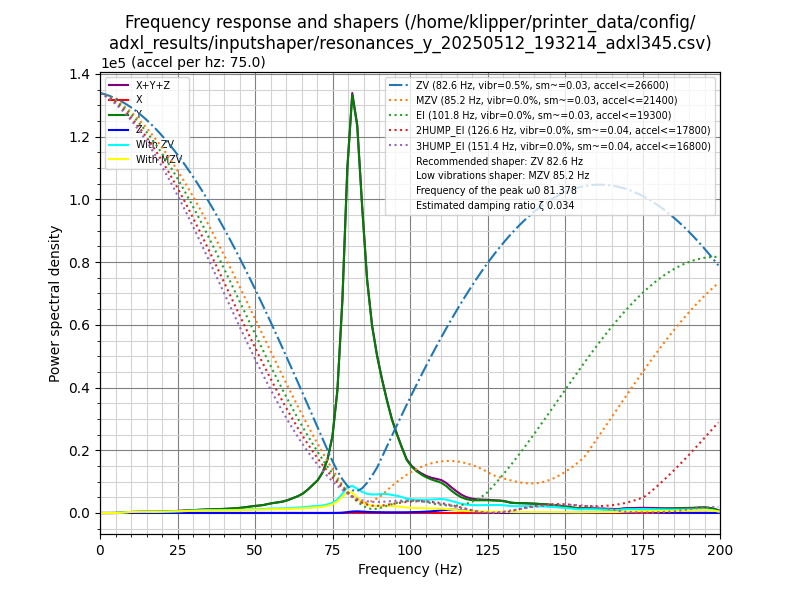 Frequency response and shapers (/home/klipper/printer_data/config/
adxl_results/inputshaper/resonances_y_20250512_193214_adxl345.csv)
1e5 (accel per hz: 75.0)
X+Y+Z
X
Y
Z
With ZV
With MZV
ZV (82.6 Hz, vibr=0.5%, sm~=0.03, accel<=26600)
MZV (85.2 Hz, vibr=0.0%, sm~=0.03, accel<=21400)
EI (101.8 Hz, vibr=0.0%, sm~=0.03, accel<=19300)
2HUMP_EI (126.6 Hz, vibr=0.0%, sm~=0.04, accel<=17800)
3HUMP_EI (151.4 Hz, vibr=0.0%, sm~=0.04, accel<=16800)
Recommended shaper: ZV 82.6 Hz
Low vibrations shaper: MZV 85.2 Hz
Frequency of the peak ω0 81.378
Estimated damping ratio ζ 0.034
Power spectral density
1.4
1.2
1.0
0.8
0.6
0.4
0.2
0.0
0 25 50 75 100 125 150 175 200
Frequency (Hz)